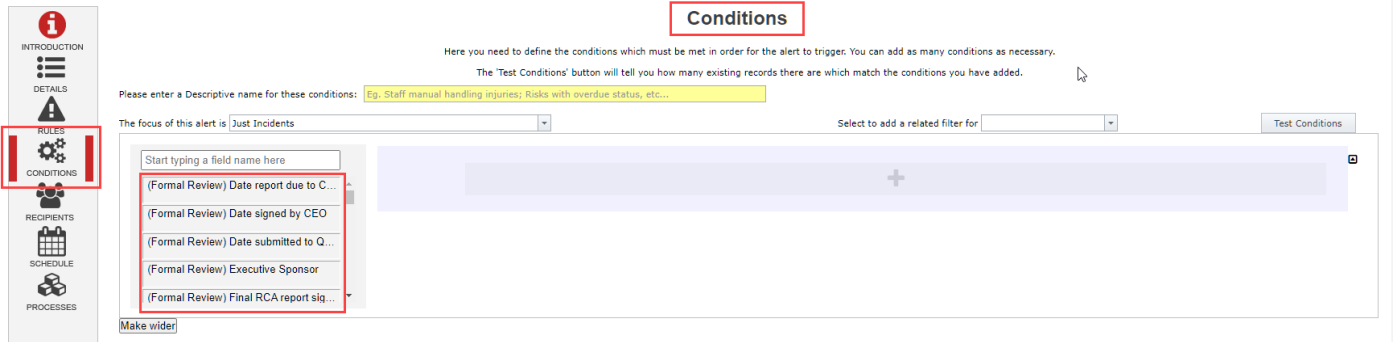 Conditions
Here you need to define the conditions which must be met in order for the alert to trigger. You can add as many conditions as necessary.
The 'Test Conditions' button will tell you how many existing records there are which match the conditions you have added.
INTRODUCTION
DETAILS
RULES
CONDITIONS
RECIPIENTS
SCHEDULE
PROCESSES
Please enter a Descriptive name for these conditions: Eg. Staff manual handling injuries; Risks with overdue status, etc...
The focus of this alert is Just Incidents
Select to add a related filter for
Test Conditions
Start typing a field name here
(Formal Review) Date report due to C...
(Formal Review) Date signed by CEO
(Formal Review) Date submitted to Q...
(Formal Review) Executive Sponsor
(Formal Review) Final RCA report sig...
Make wider